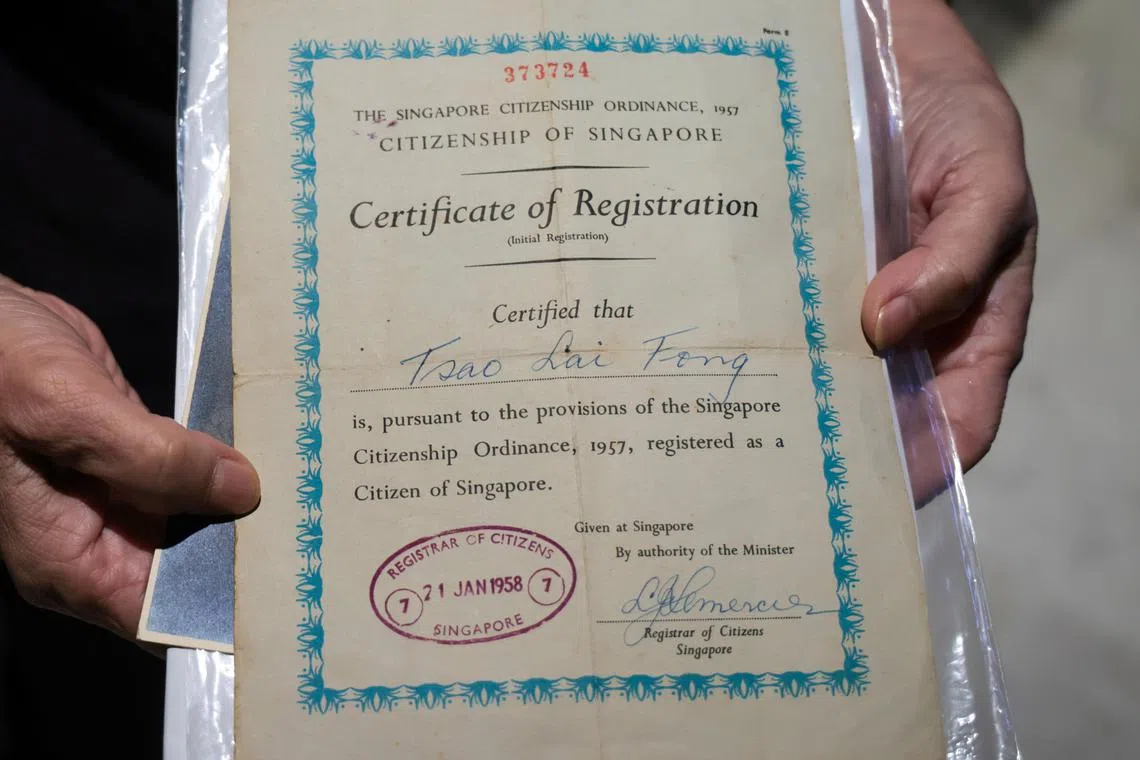 Form E
373724
THE SINGAPORE CITIZENSHIP ORDINANCE, 1957
CITIZENSHIP OF SINGAPORE
Certificate of Registration
(Initial Registration)
Certified that
Tsao Lai Fong
is, pursuant to the provisions of the Singapore
Citizenship Ordinance, 1957, registered as a
Citizen of Singapore.
Given at Singapore
By authority of the Minister
REGISTRAR OF CITIZENS
7 21 JAN 1958 7
SINGAPORE
Registrar of Citizens
Singapore